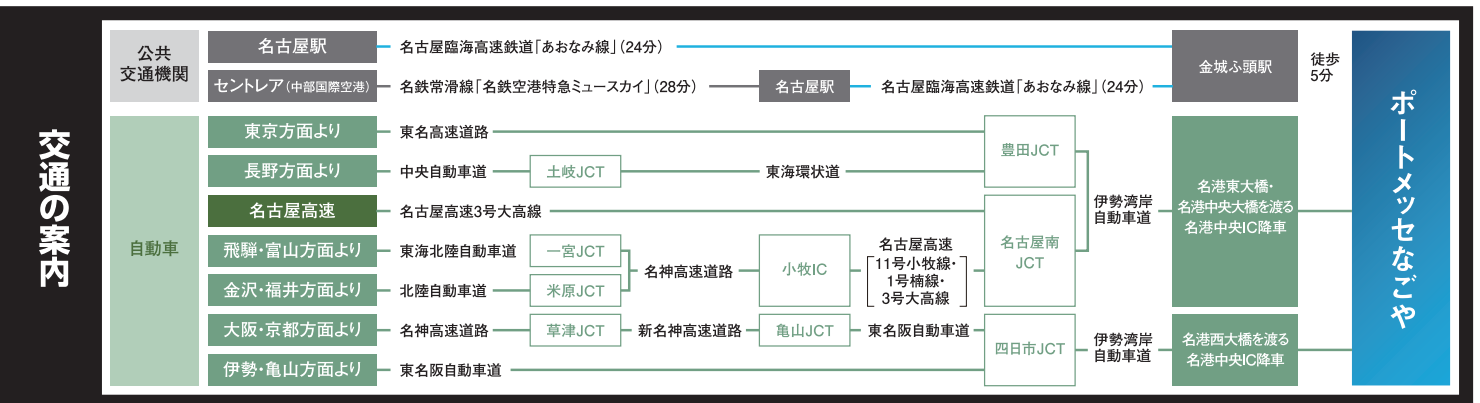 交通の案内
公共
交通機関
名古屋駅
名古屋臨海高速鉄道「あおなみ線」(24分)
セントレア(中部国際空港)
名鉄常滑線「名鉄空港特急ミュースカイ」(28分)
名古屋駅
名古屋臨海高速鉄道「あおなみ線」(24分)
金城ふ頭駅
徒歩
5分
自動車
東京方面より
東名高速道路
長野方面より
中央自動車道
土岐JCT
東海環状道
豊田JCT
名古屋高速
名古屋高速3号大高線
飛騨・富山方面より
東海北陸自動車道
一宮JCT
金沢・福井方面より
北陸自動車道
米原JCT
名神高速道路
小牧IC
名古屋高速
11号小牧線・
1号楠線・
3号大高線
名古屋南
JCT
伊勢湾岸
自動車道
名港東大橋・
名港中央大橋を渡る
名港中央IC降車
大阪・京都方面より
名神高速道路
草津JCT
新名神高速道路
亀山JCT
東名阪自動車道
伊勢・亀山方面より
東名阪自動車道
四日市JCT
伊勢湾岸
自動車道
名港西大橋を渡る
名港中央IC降車
ポートメッセなごや